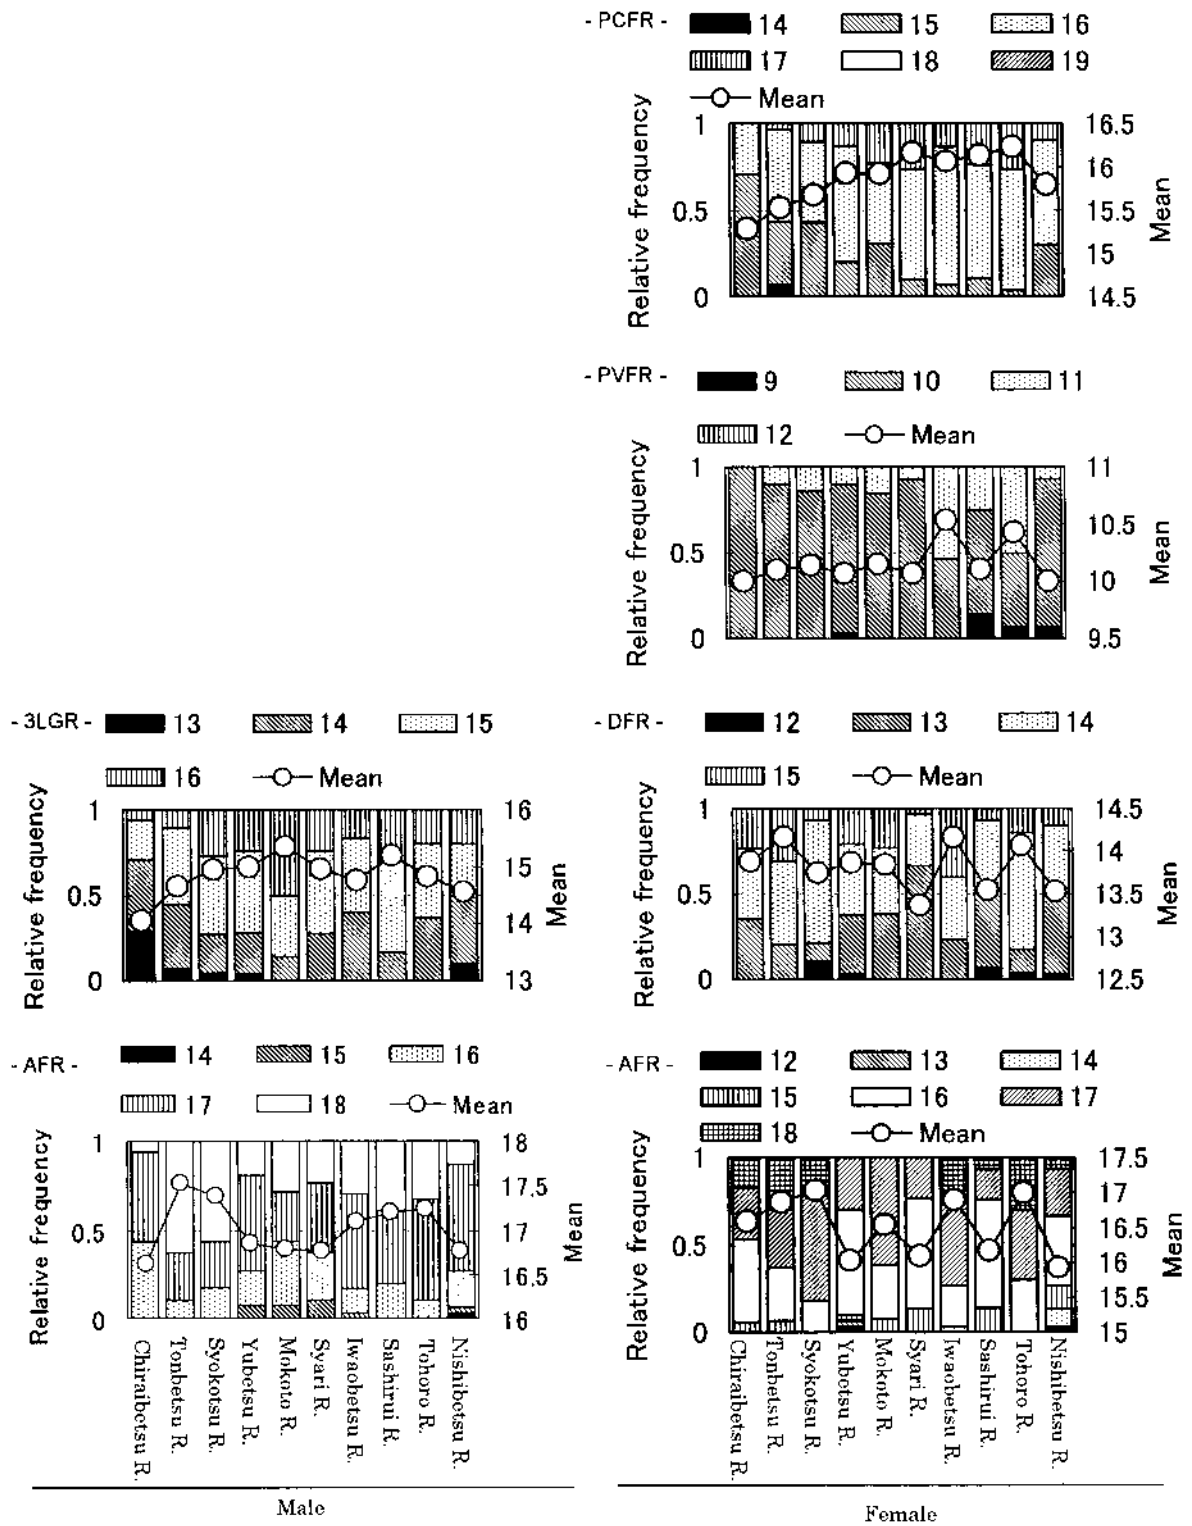 - PCFR - 14 15 16
17 18 19
Mean
Relative frequency
1
0.5
0
16.5
16
15.5
15
14.5
Mean
- PVFR - 9 10 11
12 Mean
Relative frequency
1
0.5
0
11
10.5
10
9.5
Mean
- 3LGR - 13 14 15
16 Mean
Relative frequency
1
0.5
0
16
15
14
13
Mean
- DFR - 12 13 14
15 Mean
Relative frequency
1
0.5
0
14.5
14
13.5
13
12.5
Mean
- AFR - 14 15 16
17 18 Mean
Relative frequency
1
0.5
0
18
17.5
17
16.5
16
Mean
Chiraibetsu R.
Tonbetsu R.
Syokotsu R.
Yubetsu R.
Mokoto R.
Syari R.
Iwaobetsu R.
Sashirui R.
Tohoro R.
Nishibetsu R.
Male
- AFR - 12 13 14
15 16 17
18 Mean
Relative frequency
1
0.5
0
17.5
17
16.5
16
15.5
15
Mean
Chiraibetsu R.
Tonbetsu R.
Syokotsu R.
Yubetsu R.
Mokoto R.
Syari R.
Iwaobetsu R.
Sashirui R.
Tohoro R.
Nishibetsu R.
Female